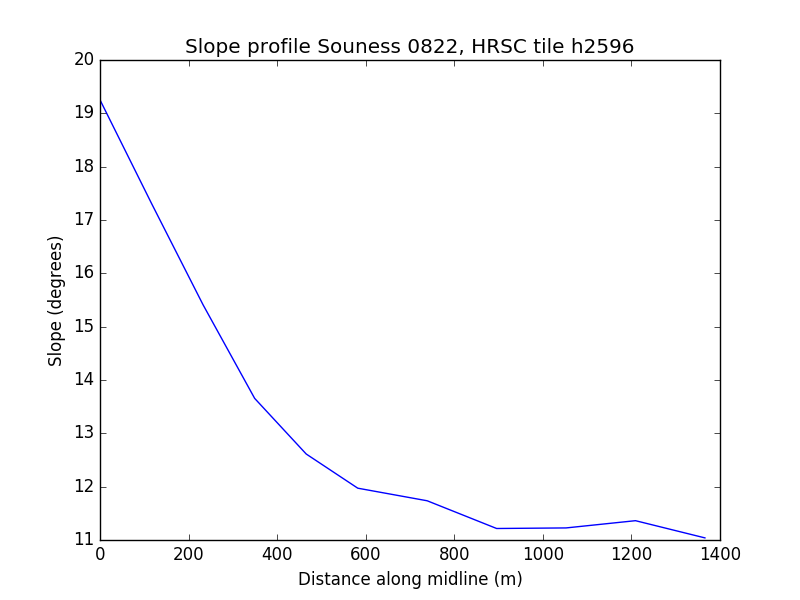 Slope profile Souness 0822, HRSC tile h2596
20
19
18
17
16
15
14
13
12
11
Slope (degrees)
0 200 400 600 800 1000 1200 1400
Distance along midline (m)